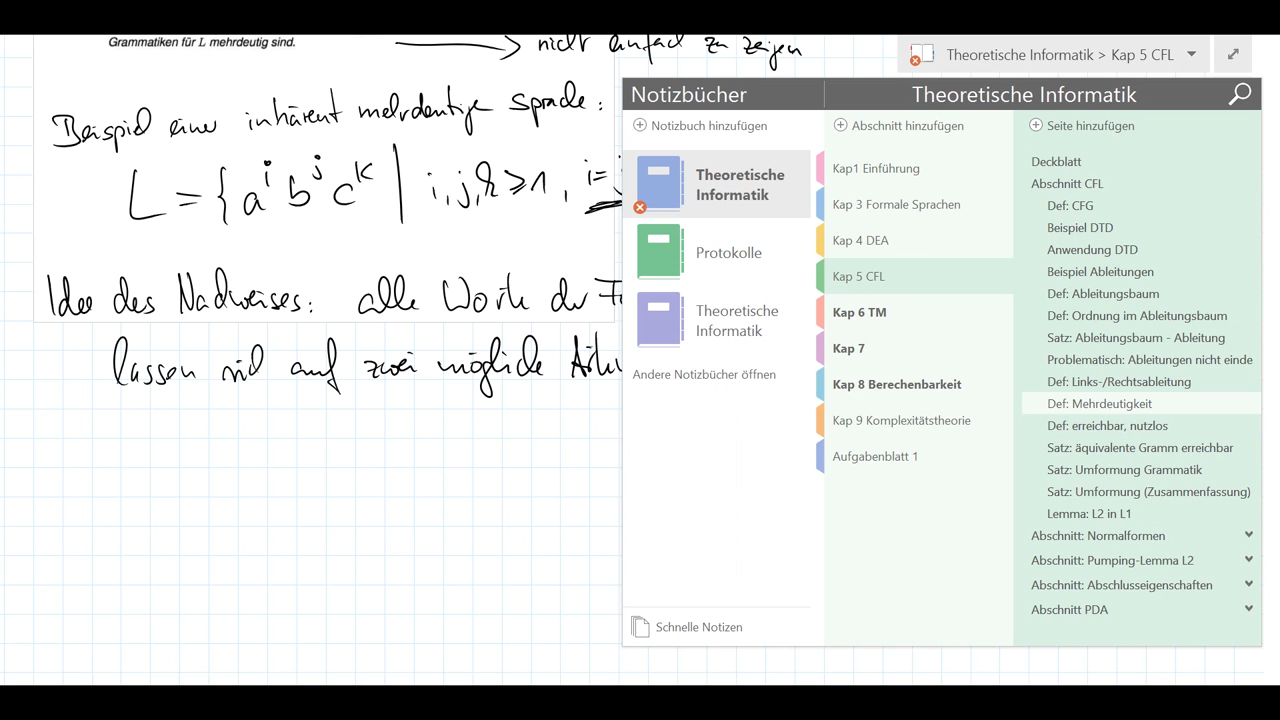 Grammatiken für L mehrdeutig sind.
nicht einfach zu zeigen
Beispiel einer inhärent mehrdeutige Sprache:
L = { a^i b^j c^k | i, j, k ≥ 1, i =
Idee des Nachweises: alle Worte der
lassen sich auf zwei mögliche
Theoretische Informatik > Kap 5 CFL
Notizbücher
Theoretische Informatik
Notizbuch hinzufügen
Theoretische
Informatik
Protokolle
Theoretische
Informatik
Andere Notizbücher öffnen
Schnelle Notizen
Abschnitt hinzufügen
Kap1 Einführung
Kap 3 Formale Sprachen
Kap 4 DEA
Kap 5 CFL
Kap 6 TM
Kap 7
Kap 8 Berechenbarkeit
Kap 9 Komplexitätstheorie
Aufgabenblatt 1
Seite hinzufügen
Deckblatt
Abschnitt CFL
Def: CFG
Beispiel DTD
Anwendung DTD
Beispiel Ableitungen
Def: Ableitungsbaum
Def: Ordnung im Ableitungsbaum
Satz: Ableitungsbaum - Ableitung
Problematisch: Ableitungen nicht einde
Def: Links-/Rechtsableitung
Def: Mehrdeutigkeit
Def: erreichbar, nutzlos
Satz: äquivalente Gramm erreichbar
Satz: Umformung Grammatik
Satz: Umformung (Zusammenfassung)
Lemma: L2 in L1
Abschnitt: Normalformen
Abschnitt: Pumping-Lemma L2
Abschnitt: Abschlusseigenschaften
Abschnitt PDA